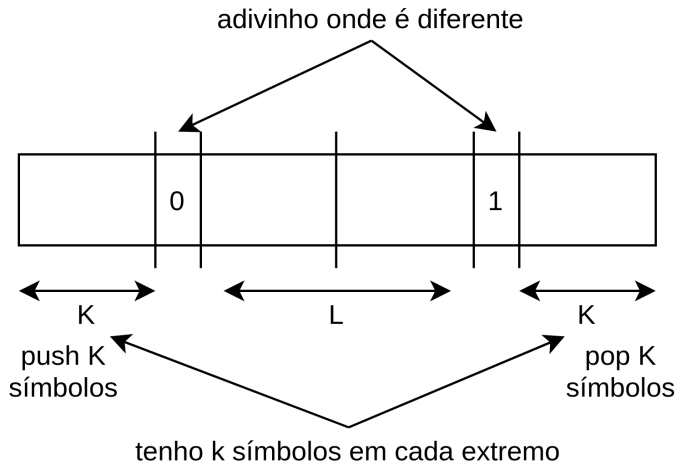 adivinho onde é diferente
0
1
K
L
K
push K
símbolos
pop K
símbolos
tenho k símbolos em cada extremo